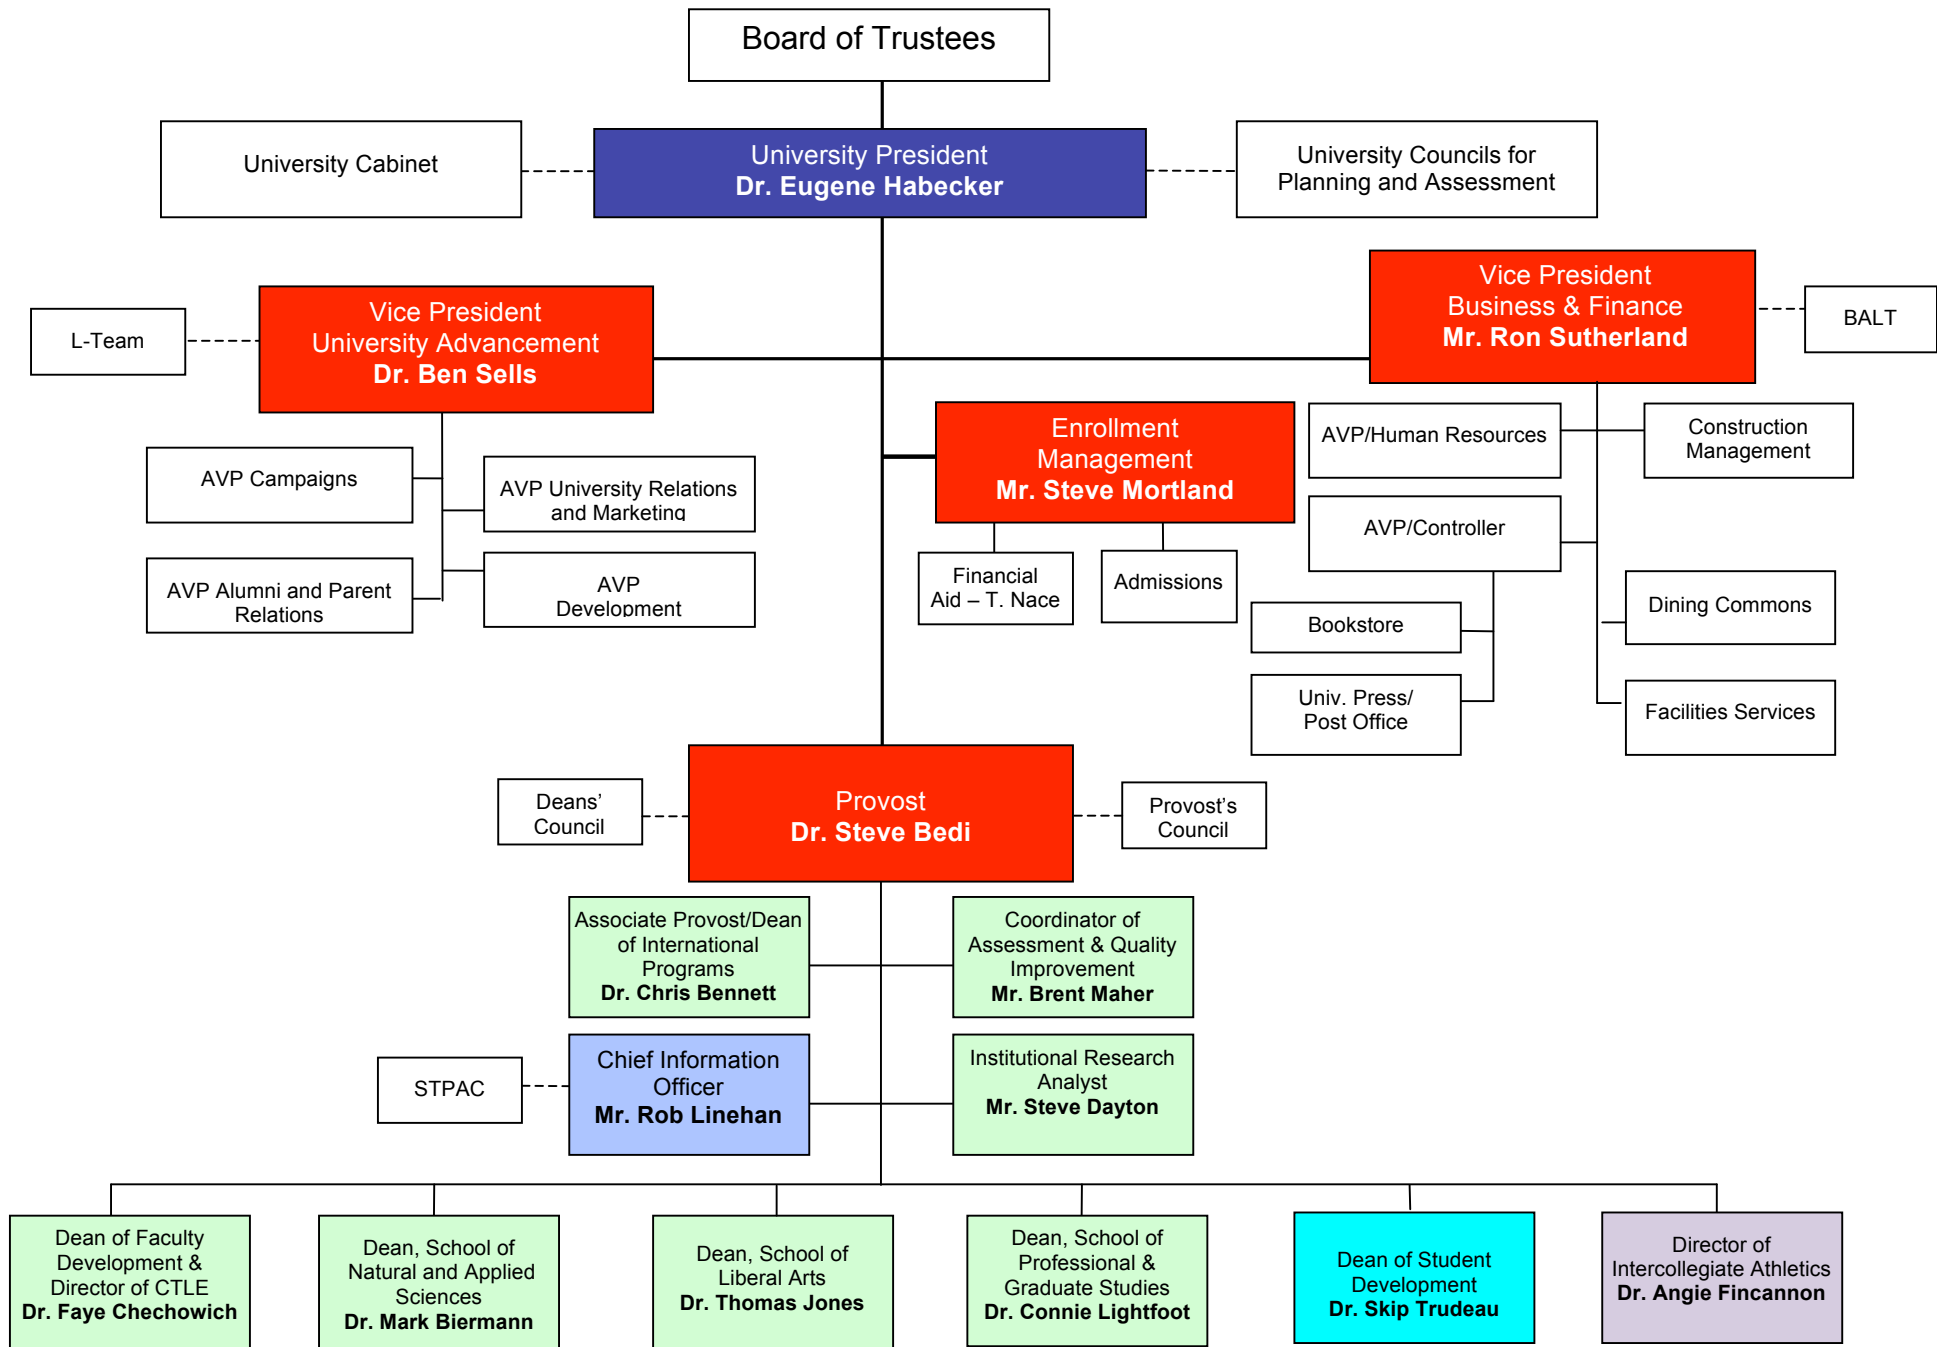 Board of Trustees
University Cabinet
University President
Dr. Eugene Habecker
University Councils for
Planning and Assessment
L-Team
Vice President
University Advancement
Dr. Ben Sells
Vice President
Business & Finance
Mr. Ron Sutherland
BALT
AVP Campaigns
AVP University Relations
and Marketing
AVP Alumni and Parent
Relations
AVP
Development
Enrollment
Management
Mr. Steve Mortland
Financial
Aid – T. Nace
Admissions
AVP/Human Resources
Construction
Management
AVP/Controller
Bookstore
Univ. Press/
Post Office
Dining Commons
Facilities Services
Deans’
Council
Provost
Dr. Steve Bedi
Provost’s
Council
Associate Provost/Dean
of International
Programs
Dr. Chris Bennett
Coordinator of
Assessment & Quality
Improvement
Mr. Brent Maher
STPAC
Chief Information
Officer
Mr. Rob Linehan
Institutional Research
Analyst
Mr. Steve Dayton
Dean of Faculty
Development &
Director of CTLE
Dr. Faye Chechowich
Dean, School of
Natural and Applied
Sciences
Dr. Mark Biermann
Dean, School of
Liberal Arts
Dr. Thomas Jones
Dean, School of
Professional &
Graduate Studies
Dr. Connie Lightfoot
Dean of Student
Development
Dr. Skip Trudeau
Director of
Intercollegiate Athletics
Dr. Angie Fincannon